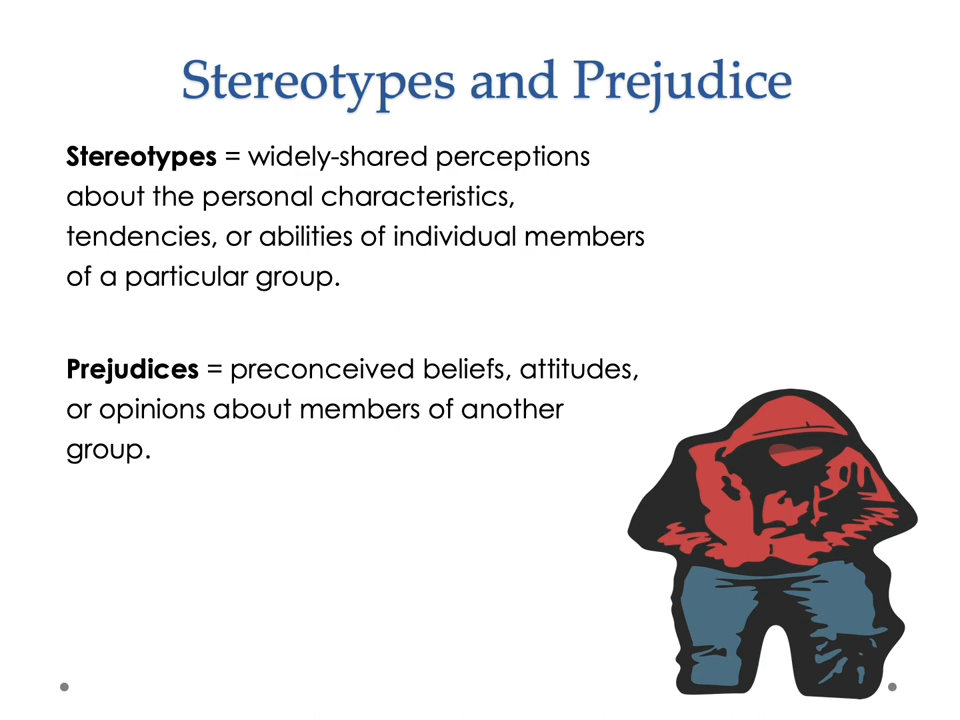 Stereotypes and Prejudice
Stereotypes = widely-shared perceptions
about the personal characteristics,
tendencies, or abilities of individual members
of a particular group.
Prejudices = preconceived beliefs, attitudes,
or opinions about members of another
group.